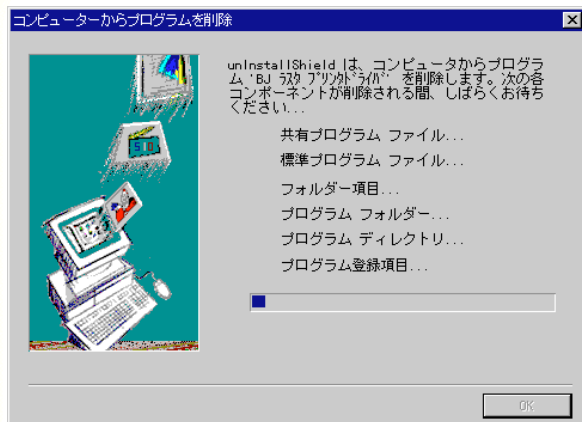 コンピューターからプログラムを削除
unInstallShield は、コンピュータからプログラ
ム 'BJ ﾗｽﾀ ﾌﾟﾘﾝﾀﾄﾞﾗｲﾊﾞ' を削除します。次の各
コンポーネントが削除される間、しばらくお待ち
ください...
共有プログラム ファイル...
標準プログラム ファイル...
フォルダー項目...
プログラム フォルダー...
プログラム ディレクトリ...
プログラム登録項目...
OK